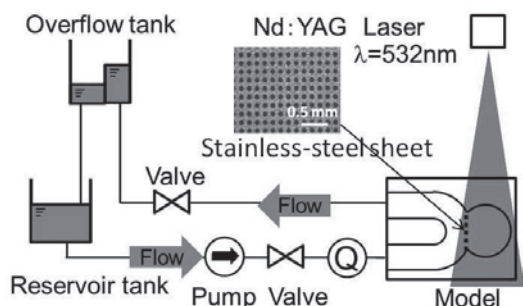 Overflow tank
Nd:YAG Laser
λ=532nm
0.5 mm
Stainless-steel sheet
Valve
Flow
Flow
Q
Reservoir tank
Pump Valve
Model